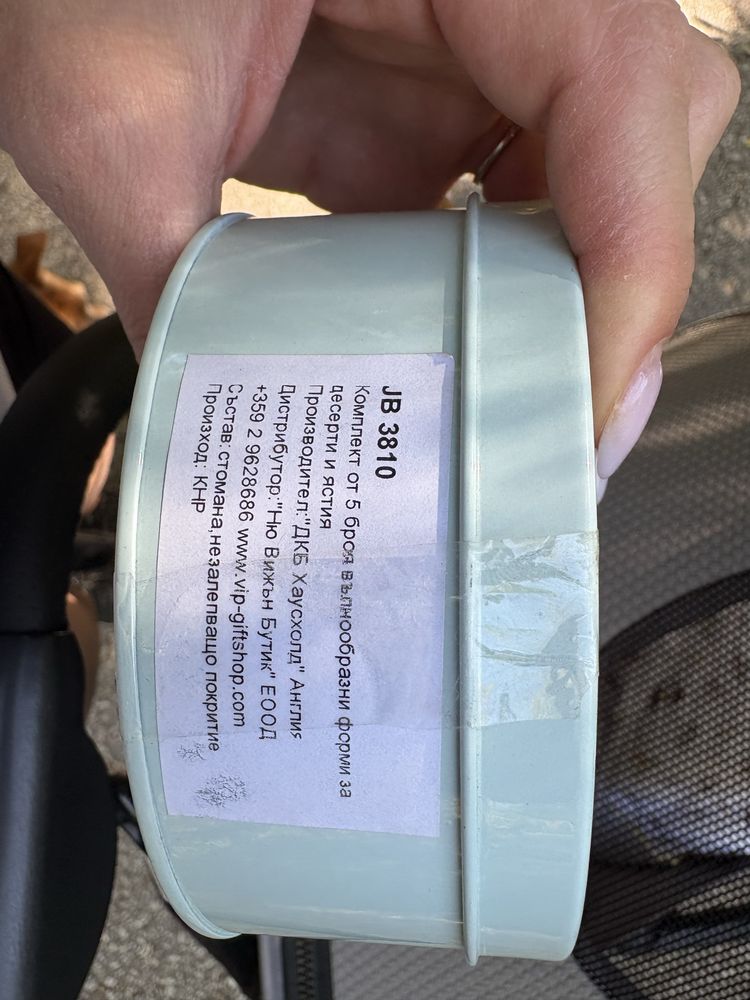 JB 3810
Комплект от 5 броя вълнообразни форми за
десерти и ястия
Производител:"ДКБ Хаусхолд" Англия
Дистрибутор:"Ню Вижън Бутик" ЕООД
+359 2 9628686 www.vip-giftshop.com
Състав: стомана,незалепващо покритие
Произход: КНР